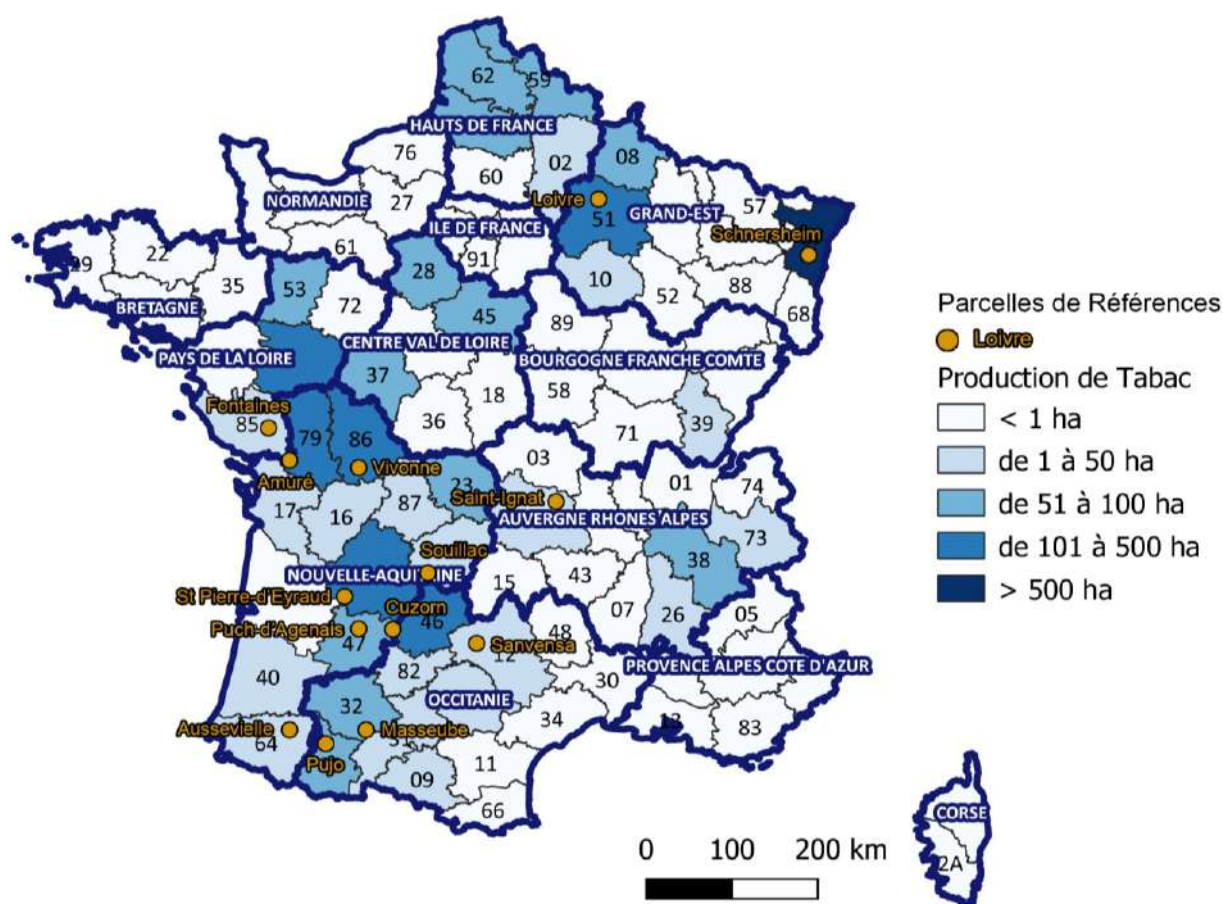 62
59
HAUTS DE FRANCE
76
02
08
60
57
NORMANDIE
27
Loivre
51
GRAND-EST
ILE DE FRANCE
Schnersheim
22
61
91
29
28
10
88
35
53
52
BRETAGNE
72
45
68
89
CENTRE VAL DE LOIRE
PAYS DE LA LOIRE
BOURGOGNE FRANCHE COMTE
37
58
18
Fontaines
85
36
39
79
86
71
Amuré
Vivonne
03
01
74
87
23
Saint-Ignat
17
16
AUVERGNE RHONES ALPES
73
Souillac
38
NOUVELLE-AQUITAINE
15
43
St Pierre-d'Eyraud
Cuzorn
07
26
05
Puch-d'Agenais
46
47
48
Sanvensa
12
PROVENCE ALPES COTE D'AZUR
40
82
30
OCCITANIE
32
34
13
83
Aussevielle
Masseube
64
31
Pujo
11
09
66
CORSE
2A
Parcelles de Références
Loivre
Production de Tabac
< 1 ha
de 1 à 50 ha
de 51 à 100 ha
de 101 à 500 ha
> 500 ha
0 100 200 km